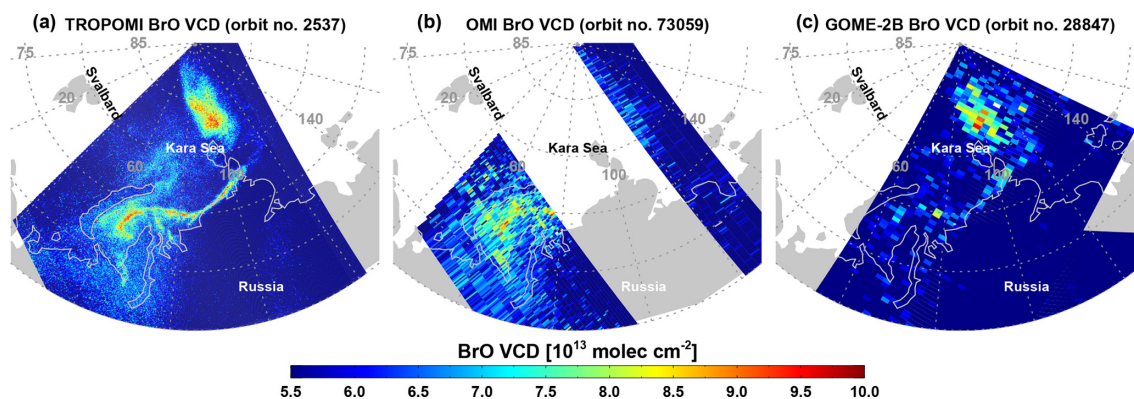 (a) TROPOMI BrO VCD (orbit no. 2537)
85
75
Svalbard
20
140
Kara Sea
60
100
Russia
(b) OMI BrO VCD (orbit no. 73059)
85
75
Svalbard
20
140
Kara Sea
60
100
Russia
(c) GOME-2B BrO VCD (orbit no. 28847)
85
75
Svalbard
20
140
Kara Sea
60
100
Russia
BrO VCD [10¹³ molec cm⁻²]
5.5 6.0 6.5 7.0 7.5 8.0 8.5 9.0 9.5 10.0